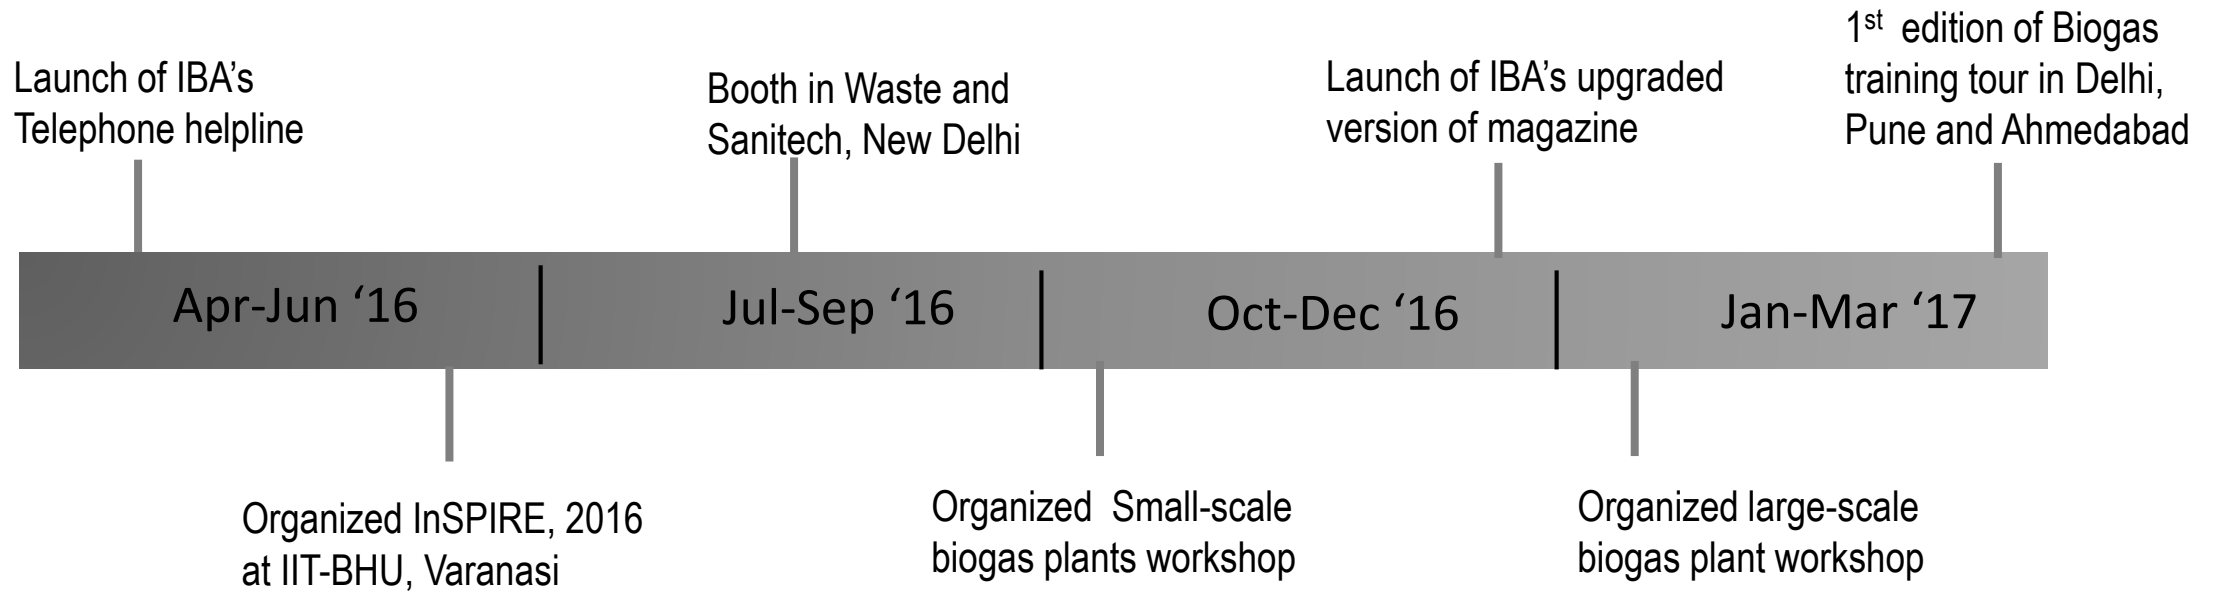 Launch of IBA’s
Telephone helpline
Booth in Waste and
Sanitech, New Delhi
Launch of IBA’s upgraded
version of magazine
1st edition of Biogas
training tour in Delhi,
Pune and Ahmedabad
Apr-Jun ‘16
Jul-Sep ‘16
Oct-Dec ‘16
Jan-Mar ‘17
Organized InSPIRE, 2016
at IIT-BHU, Varanasi
Organized Small-scale
biogas plants workshop
Organized large-scale
biogas plant workshop